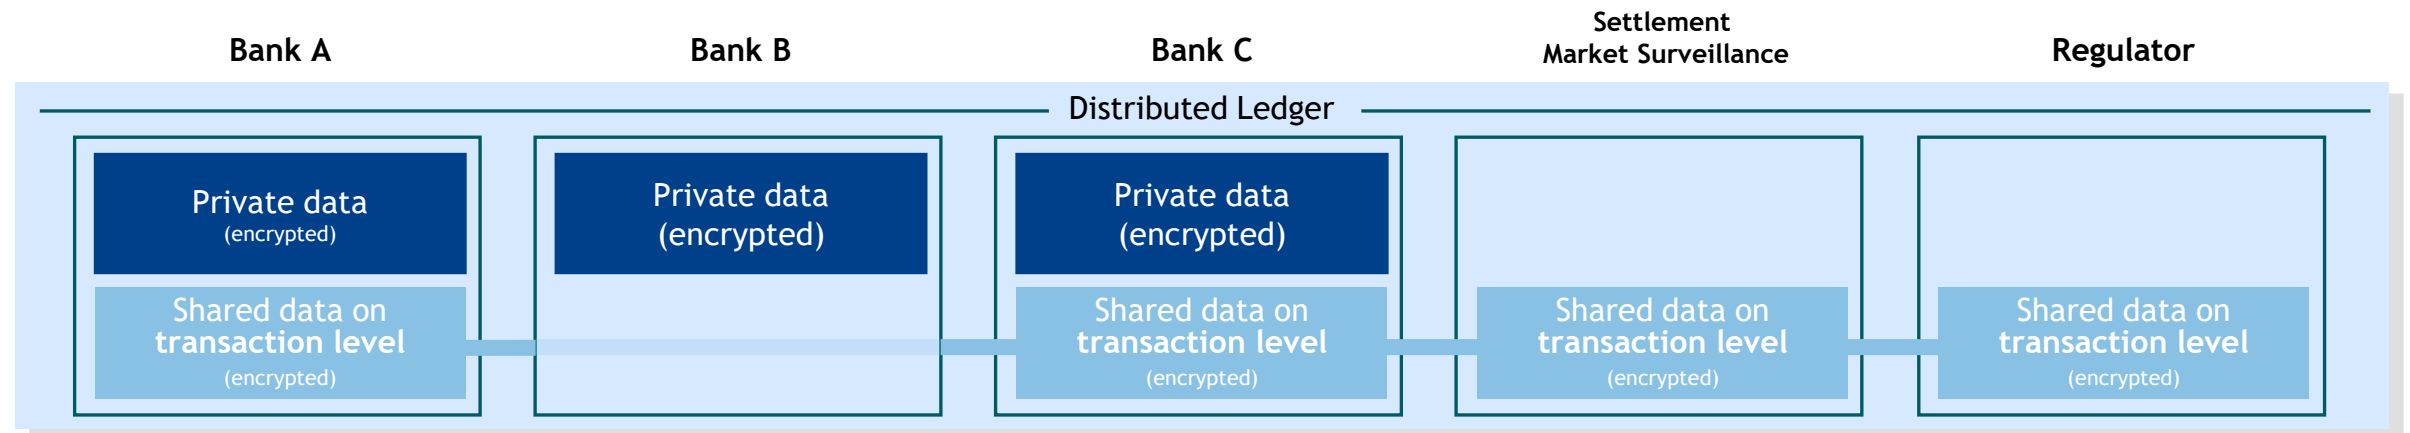 Bank A
Bank B
Bank C
Settlement
Market Surveillance
Regulator
Distributed Ledger
Private data
(encrypted)
Shared data on
transaction level
(encrypted)
Private data
(encrypted)
Private data
(encrypted)
Shared data on
transaction level
(encrypted)
Shared data on
transaction level
(encrypted)
Shared data on
transaction level
(encrypted)